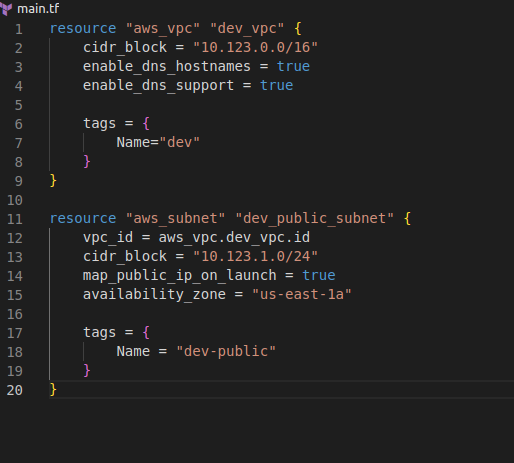 main.tf
1 resource "aws_vpc" "dev_vpc" {
2     cidr_block = "10.123.0.0/16"
3     enable_dns_hostnames = true
4     enable_dns_support = true
5
6     tags = {
7         Name="dev"
8     }
9 }
10
11 resource "aws_subnet" "dev_public_subnet" {
12     vpc_id = aws_vpc.dev_vpc.id
13     cidr_block = "10.123.1.0/24"
14     map_public_ip_on_launch = true
15     availability_zone = "us-east-1a"
16
17     tags = {
18         Name = "dev-public"
19     }
20 }